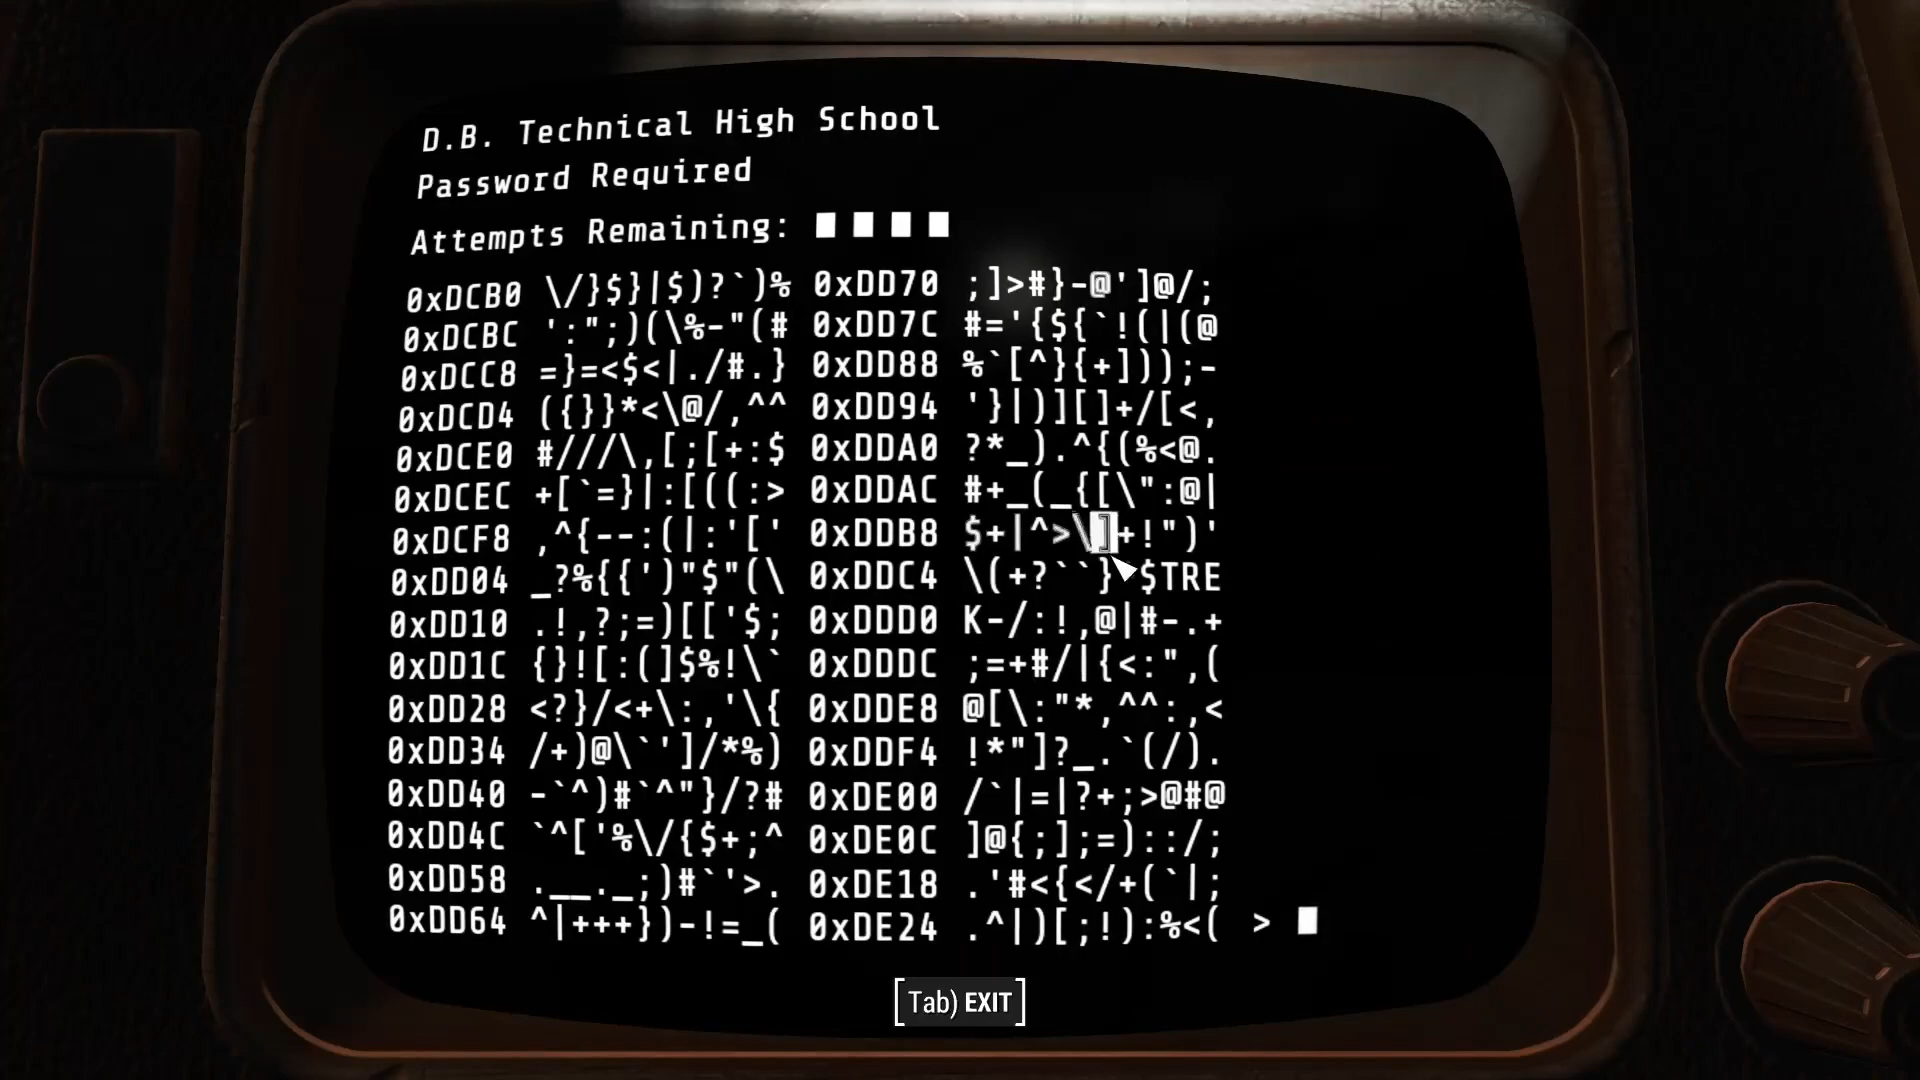 D.B. Technical High School
Password Required
Attempts Remaining: ■ ■ ■ ■
0xDCB0 \/}$}|$)?`)% 0xDD70 ;]>#}-@']@/;
0xDCBC ':";)(\%-"(# 0xDD7C #='{${`!(|(@
0xDCC8 =}=<$<|./#.} 0xDD88 %`[^}{+]));-
0xDCD4 ({}}*<\@/,^^ 0xDD94 '}|)][]+/[<,
0xDCE0 #///\,[;[+:$ 0xDDA0 ?*_).^{(%<@.
0xDCEC +[`=}|:[((:> 0xDDAC #+_(_{[\":@|
0xDCF8 ,^{--:(|:'[' 0xDDB8 $+|^>\]+!")'
0xDD04 _?%{{')"$"(\ 0xDDC4 \(+?``} $TRE
0xDD10 .!,?;=)[['$; 0xDDD0 K-/:!,@|#-.+
0xDD1C {}![:(]$%!\` 0xDDDC ;=+#/|{<:",(
0xDD28 <?}/<+\:,'\{ 0xDDE8 @[\:"*,^^:,<
0xDD34 /+)@\`']/*%) 0xDDF4 !*"]?_.`(/).
0xDD40 -`^)#`^"}/?# 0xDE00 /`|=|?+;>@#@
0xDD4C `^['%\/{$+;^ 0xDE0C ]@{;];=)::/;
0xDD58 .__._;)#`'>. 0xDE18 .'#<{</+(`|;
0xDD64 ^|+++})-!=_( 0xDE24 .^|)[;!):%<( > ■
[Tab) EXIT]